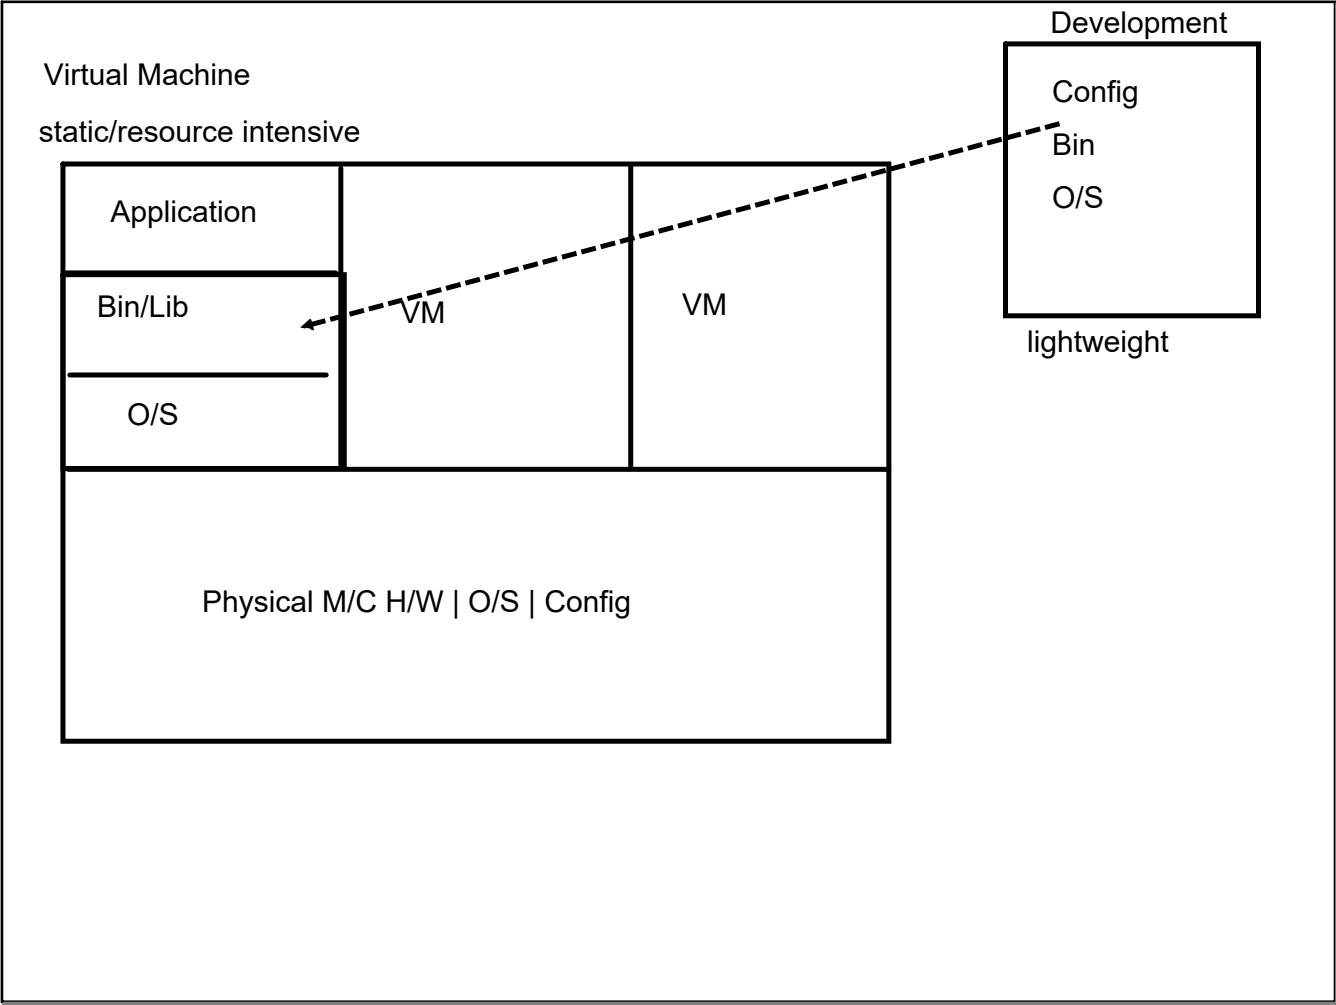 Development
Virtual Machine
static/resource intensive
Config
Bin
O/S
Application
Bin/Lib
VM
VM
O/S
lightweight
Physical M/C H/W | O/S | Config